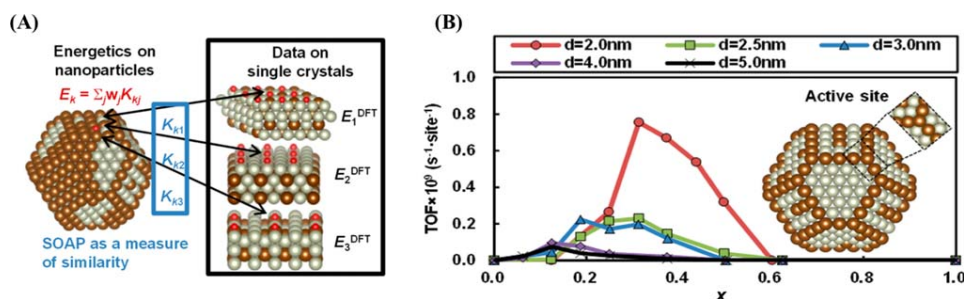 (A)
Energetics on
nanoparticles
E_k = Σ_j w_j K_kj
K_k1
K_k2
K_k3
SOAP as a measure
of similarity
Data on
single crystals
E_1^DFT
E_2^DFT
E_3^DFT
(B)
d=2.0nm d=2.5nm d=3.0nm
d=4.0nm d=5.0nm
TOF×10^9 (s^-1·site^-1)
1.0
0.8
0.6
0.4
0.2
0.0
Active site
0.0 0.2 0.4 0.6 0.8 1.0
x